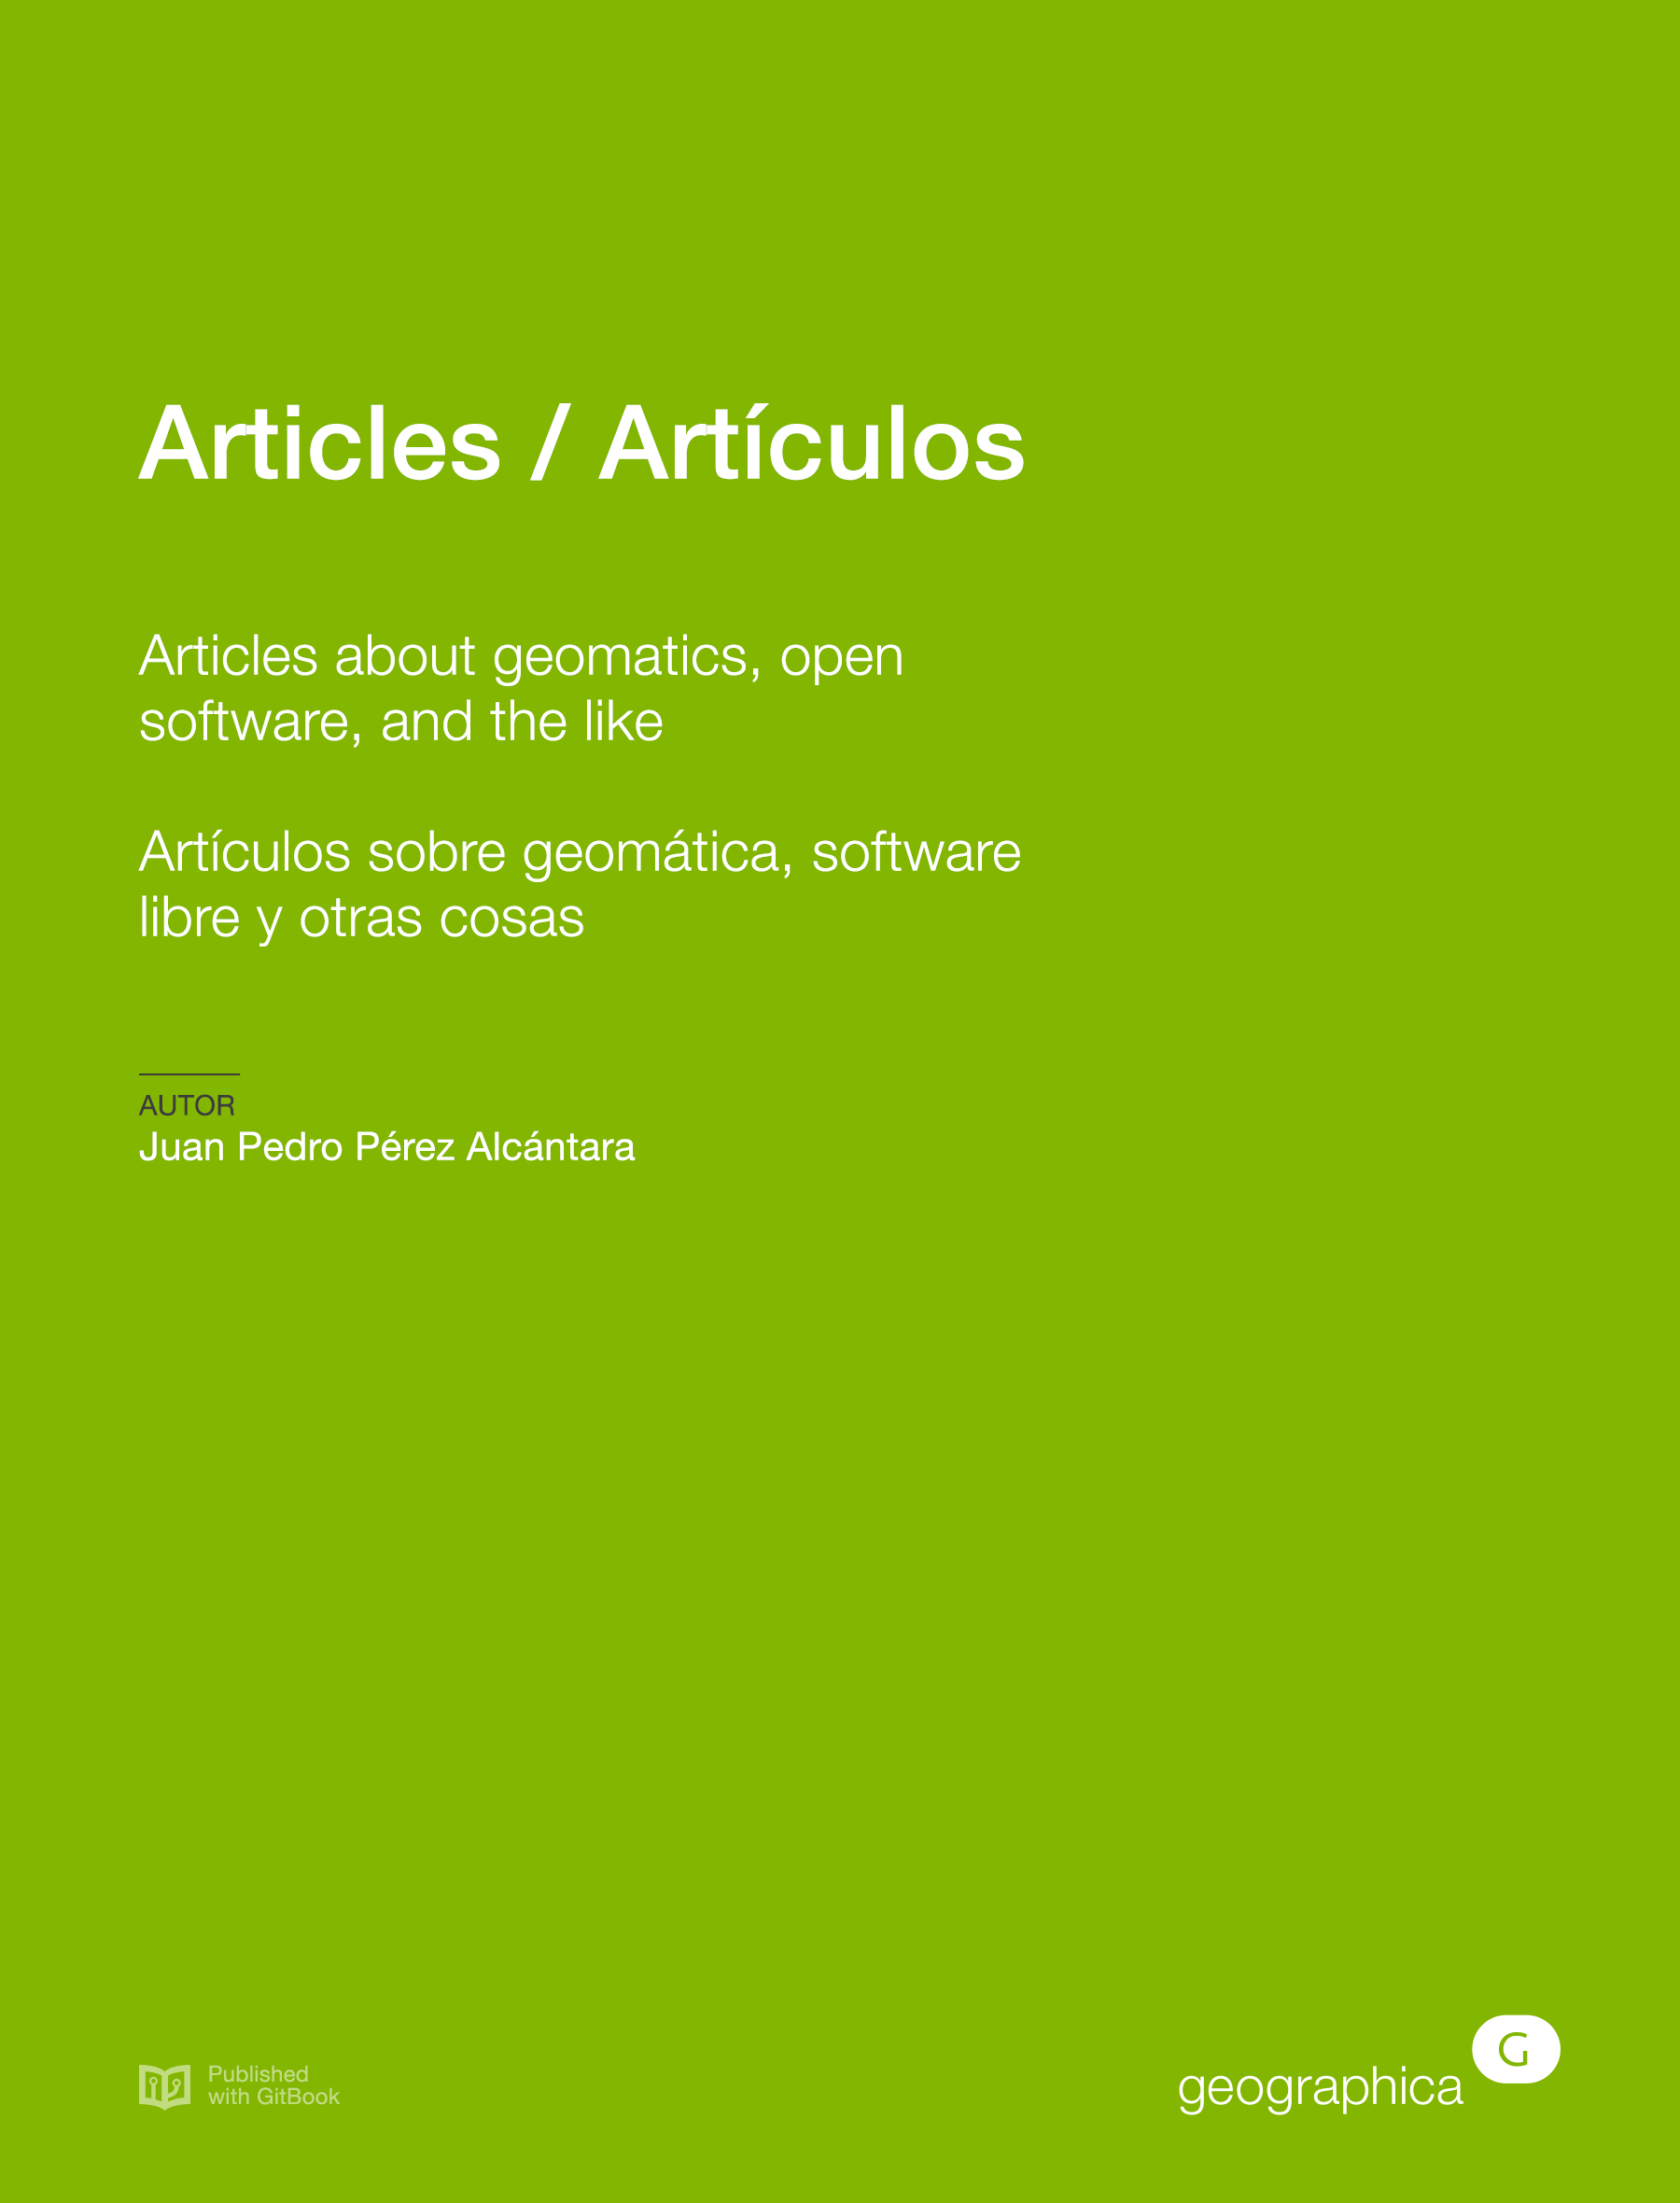 Articles / Artículos
Articles about geomatics, open
software, and the like
Artículos sobre geomática, software
libre y otras cosas
AUTOR
Juan Pedro Pérez Alcántara
Published
with GitBook
geographica
G